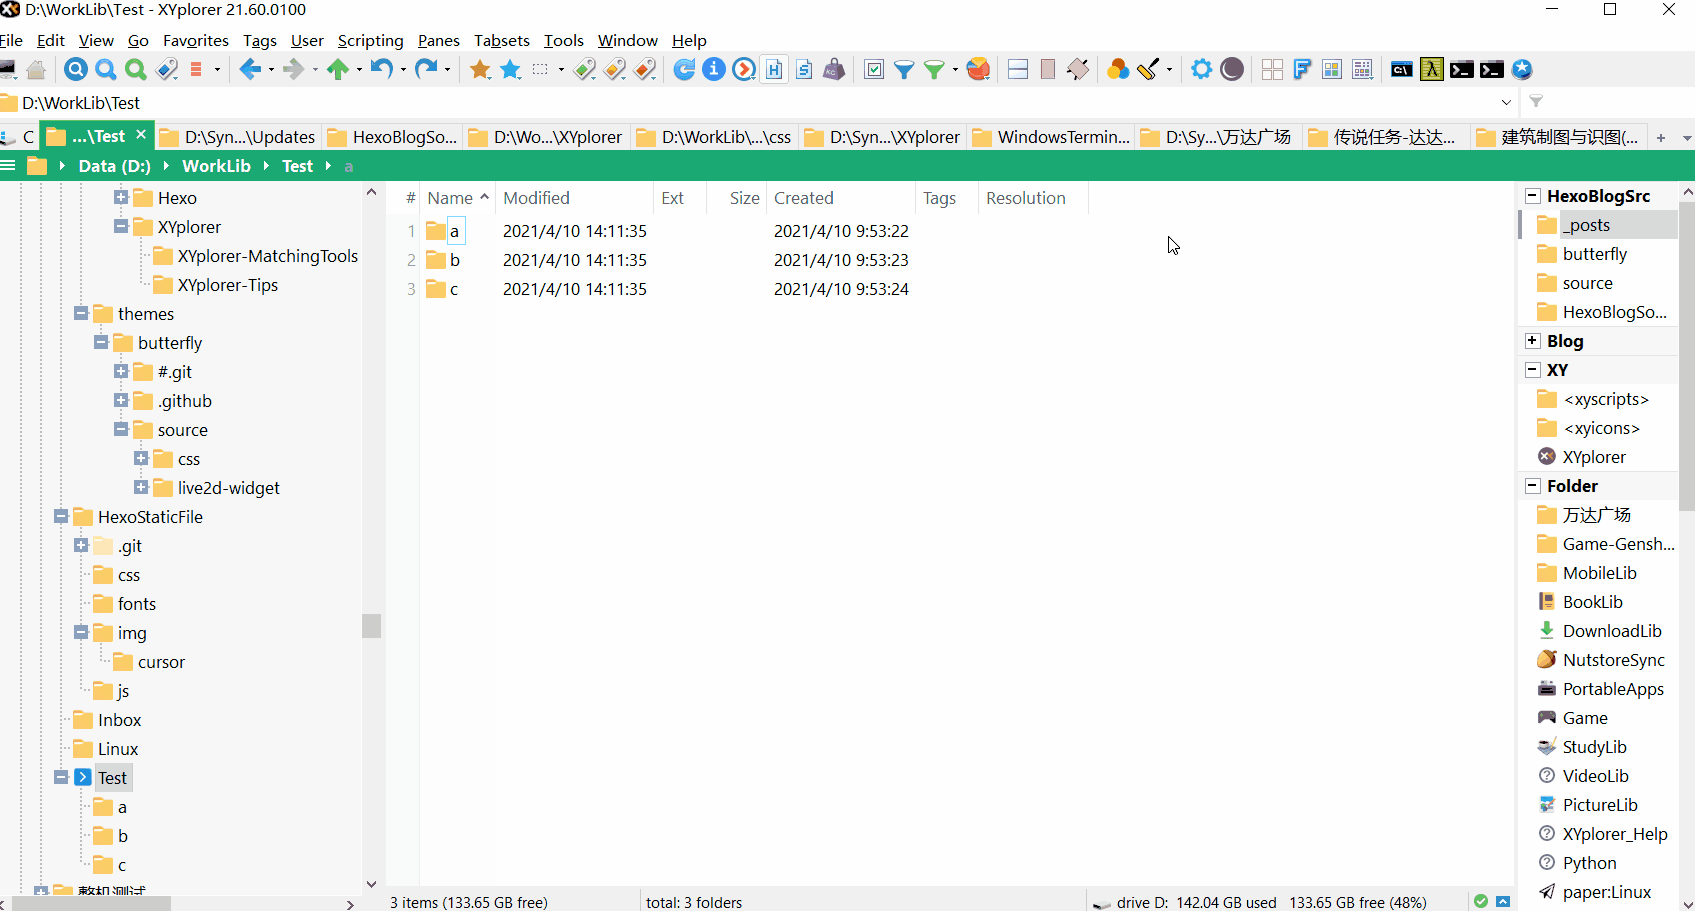 D:\WorkLib\Test - XYplorer 21.60.0100
File Edit View Go Favorites Tags User Scripting Panes Tabsets Tools Window Help
D:\WorkLib\Test
C ...\Test D:\Syn...\Updates HexoBlogSo... D:\Wo...\XYplorer D:\WorkLib\...\css D:\Syn...\XYplorer WindowsTermin... D:\Sy...\万达广场 传说任务-达达... 建筑制图与识图(...
Data (D:) WorkLib Test a
Hexo
XYplorer
XYplorer-MatchingTools
XYplorer-Tips
themes
butterfly
#.git
.github
source
css
live2d-widget
HexoStaticFile
.git
css
fonts
img
cursor
js
Inbox
Linux
Test
a
b
c
整机测试
# Name Modified Ext Size Created Tags Resolution
1 a 2021/4/10 14:11:35 2021/4/10 9:53:22
2 b 2021/4/10 14:11:35 2021/4/10 9:53:23
3 c 2021/4/10 14:11:35 2021/4/10 9:53:24
HexoBlogSrc
_posts
butterfly
source
HexoBlogSo...
Blog
XY
<xyscripts>
<xyicons>
XYplorer
Folder
万达广场
Game-Gensh...
MobileLib
BookLib
DownloadLib
NutstoreSync
PortableApps
Game
StudyLib
VideoLib
PictureLib
XYplorer_Help
Python
paper:Linux
3 items (133.65 GB free) total: 3 folders drive D: 142.04 GB used 133.65 GB free (48%)